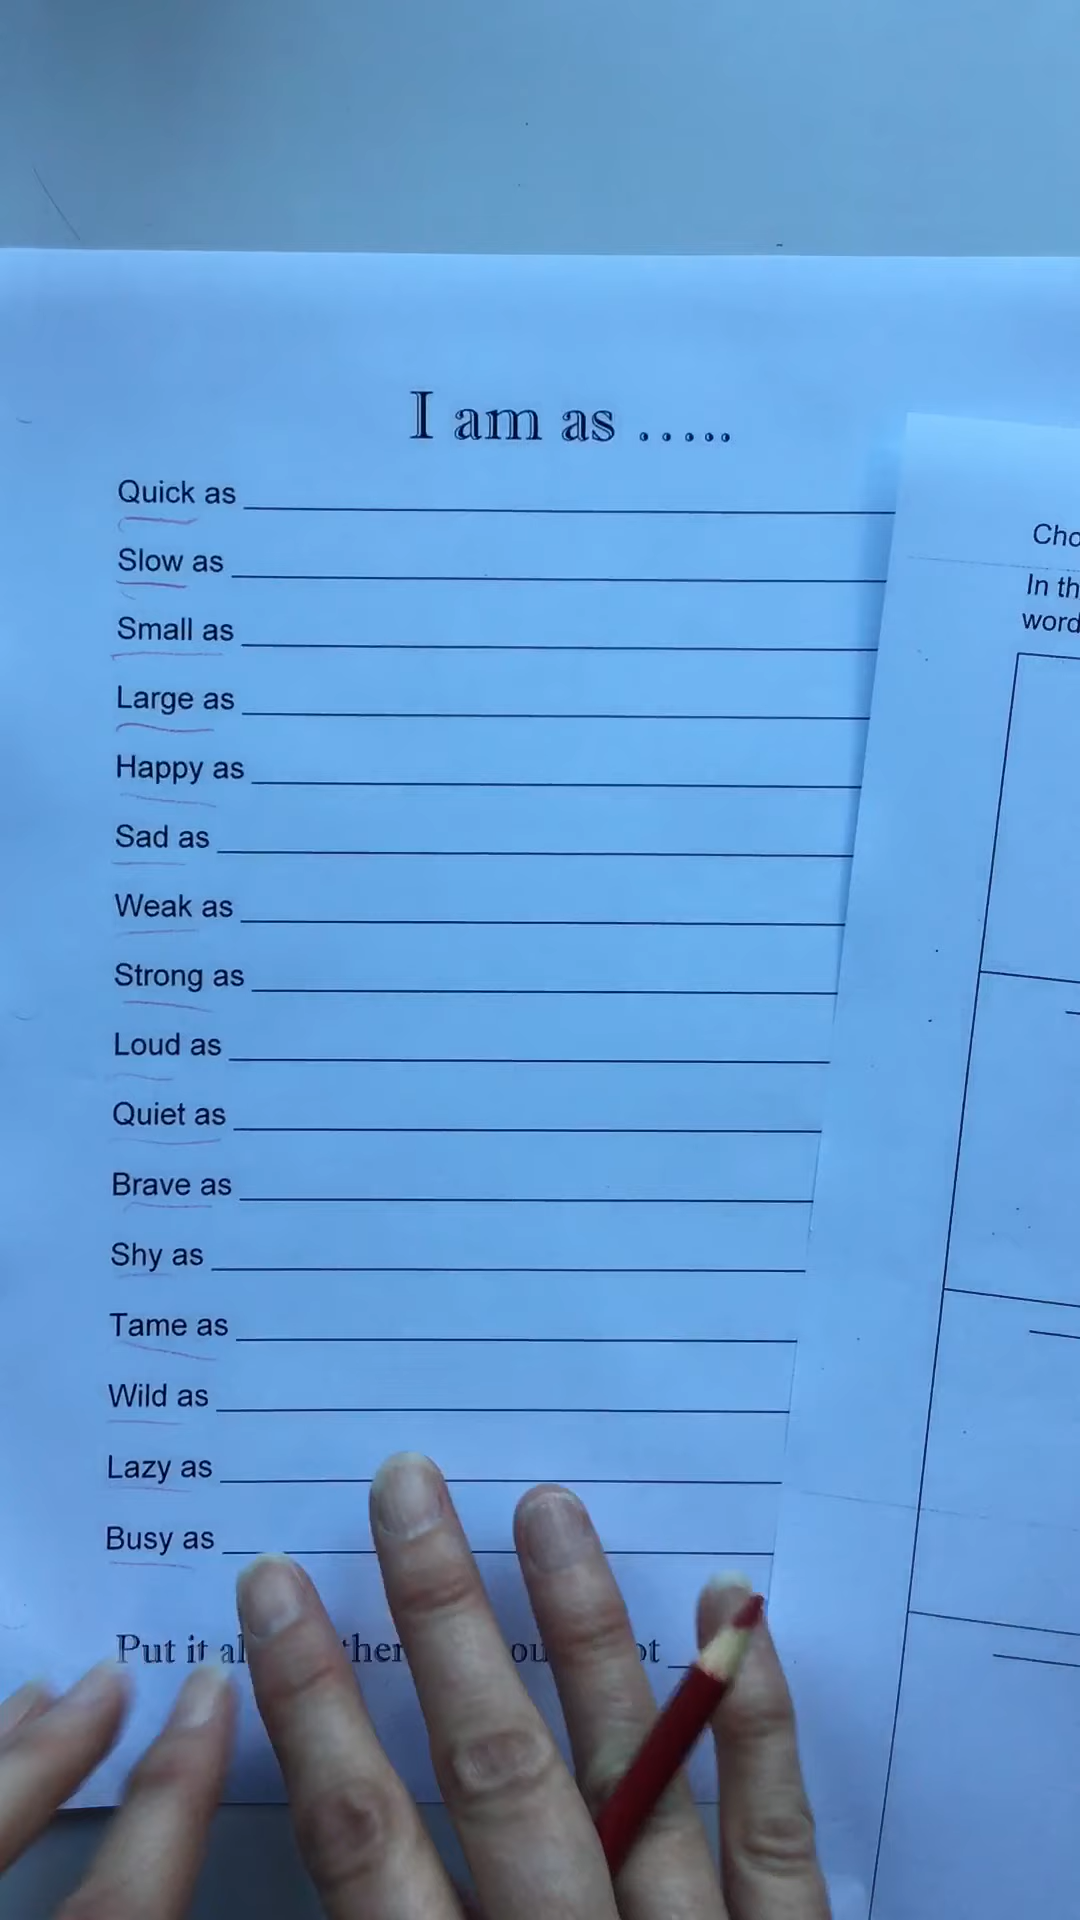 I am as .....
Quick as
Slow as
Small as
Large as
Happy as
Sad as
Weak as
Strong as
Loud as
Quiet as
Brave as
Shy as
Tame as
Wild as
Lazy as
Busy as
Put it
Cho
In th
word